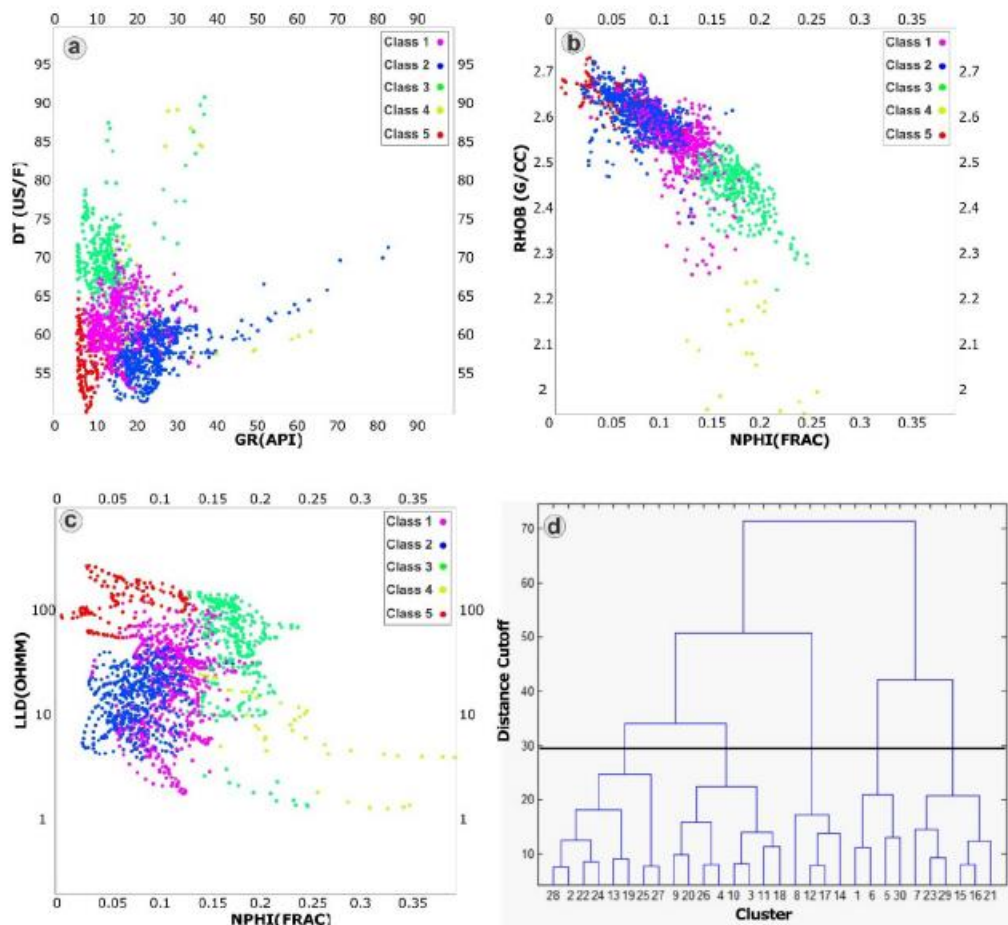 0 10 20 30 40 50 60 70 80 90
a
Class 1
Class 2
Class 3
Class 4
Class 5
95 95
90 90
85 85
80 80
75 75
70 70
65 65
60 60
55 55
DT (US/F)
0 10 20 30 40 50 60 70 80 90
GR(API)
0 0.05 0.1 0.15 0.2 0.25 0.3 0.35
b
Class 1
Class 2
Class 3
Class 4
Class 5
2.7 2.7
2.6 2.6
2.5 2.5
2.4 2.4
2.3 2.3
2.2 2.2
2.1 2.1
2 2
RHOB (G/CC)
0.05 0.1 0.15 0.2 0.25 0.3 0.35
NPHI(FRAC)
0 0.05 0.1 0.15 0.2 0.25 0.3 0.35
c
Class 1
Class 2
Class 3
Class 4
Class 5
100 100
10 10
1 1
LLD(OHMM)
0 0.05 0.1 0.15 0.2 0.25 0.3 0.35
NPHI(FRAC)
d
70
60
50
40
30
20
10
Distance Cutoff
28 2 22 24 13 19 25 27 9 20 26 4 10 3 11 18 8 12 17 14 1 6 5 30 7 23 29 15 16 21
Cluster